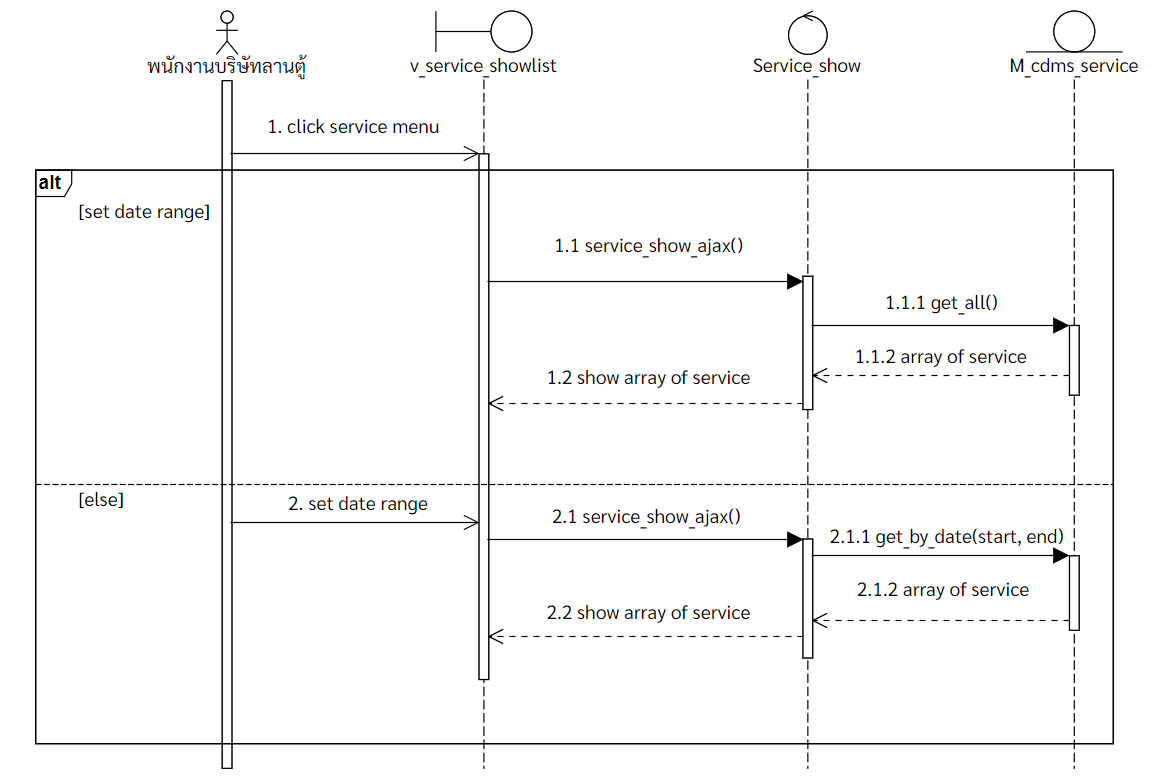 พนักงานบริษัทลานตู้
v_service_showlist
Service_show
M_cdms_service
1. click service menu
alt
[set date range]
1.1 service_show_ajax()
1.1.1 get_all()
1.1.2 array of service
1.2 show array of service
[else]
2. set date range
2.1 service_show_ajax()
2.1.1 get_by_date(start, end)
2.1.2 array of service
2.2 show array of service